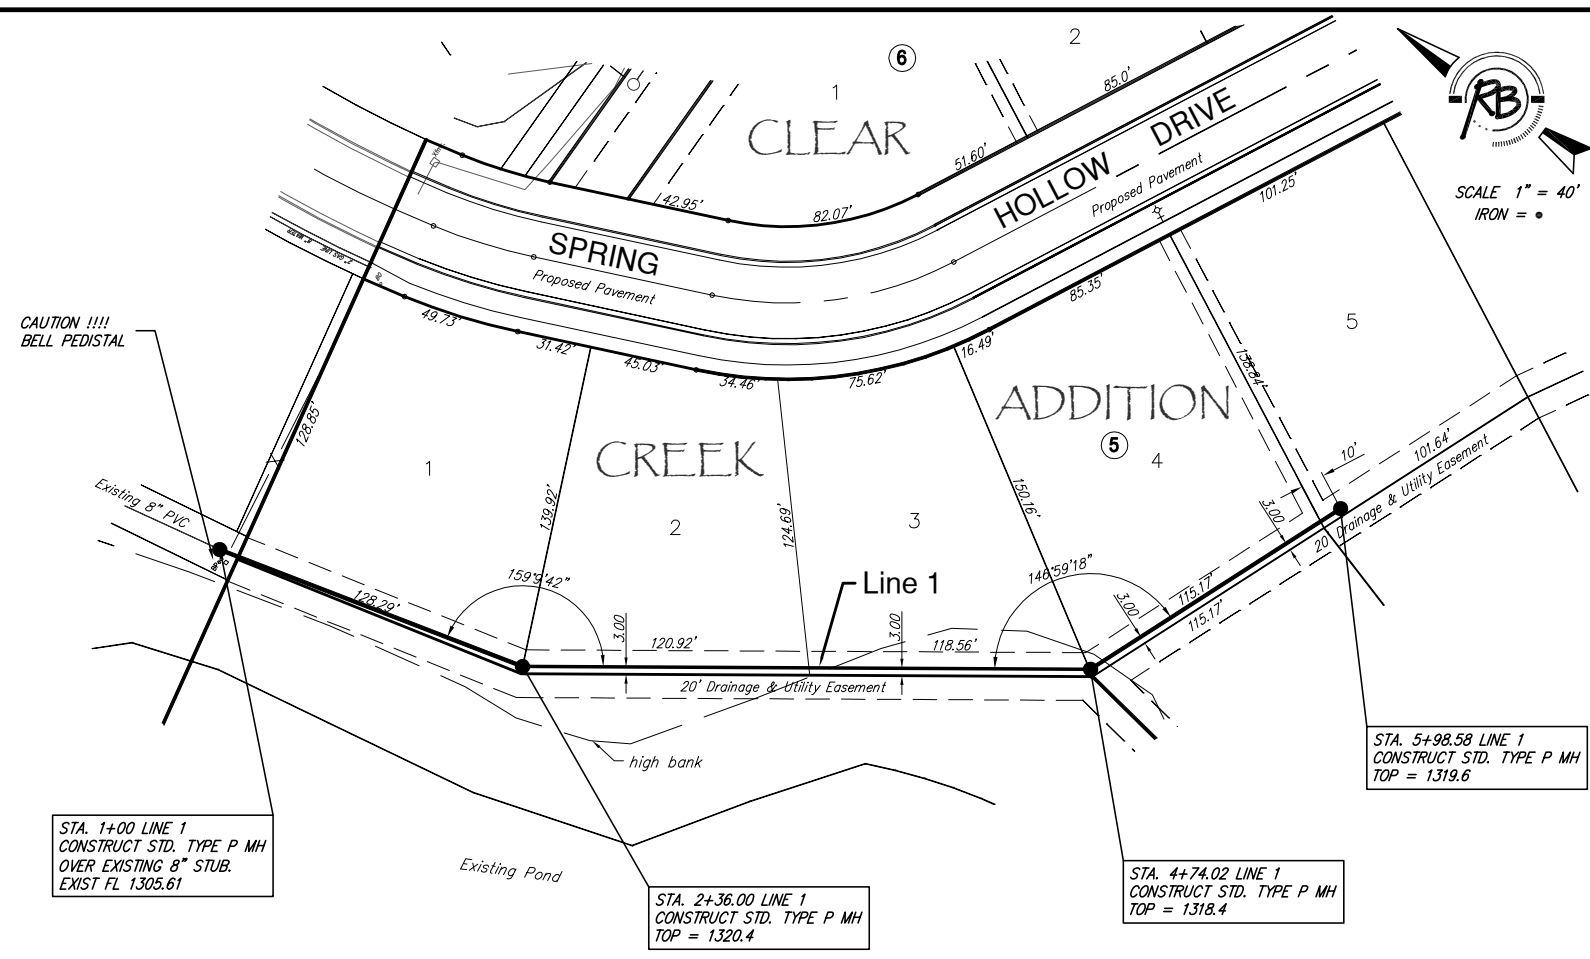 6
2
1
CLEAR
85.0'
51.60'
HOLLOW DRIVE
Proposed Pavement
101.25'
RB
SCALE 1" = 40'
IRON =
142.95'
82.07'
SPRING
Proposed Pavement
85.35'
49.73'
31.42'
45.03'
34.46'
75.62'
16.49'
138.84'
5
CAUTION !!!!
BELL PEDISTAL
128.85'
1
CREEK
ADDITION
5
4
139.92'
2
124.69'
3
150.16'
10'
101.64'
3.00
20' Drainage & Utility Easement
Existing 8" PVC
128.29'
159°9'42"
Line 1
146°59'18"
3.00
115.17'
115.17'
3.00
120.92'
3.00
118.56'
20' Drainage & Utility Easement
high bank
Existing Pond
STA. 1+00 LINE 1
CONSTRUCT STD. TYPE P MH
OVER EXISTING 8" STUB.
EXIST FL 1305.61
STA. 2+36.00 LINE 1
CONSTRUCT STD. TYPE P MH
TOP = 1320.4
STA. 4+74.02 LINE 1
CONSTRUCT STD. TYPE P MH
TOP = 1318.4
STA. 5+98.58 LINE 1
CONSTRUCT STD. TYPE P MH
TOP = 1319.6